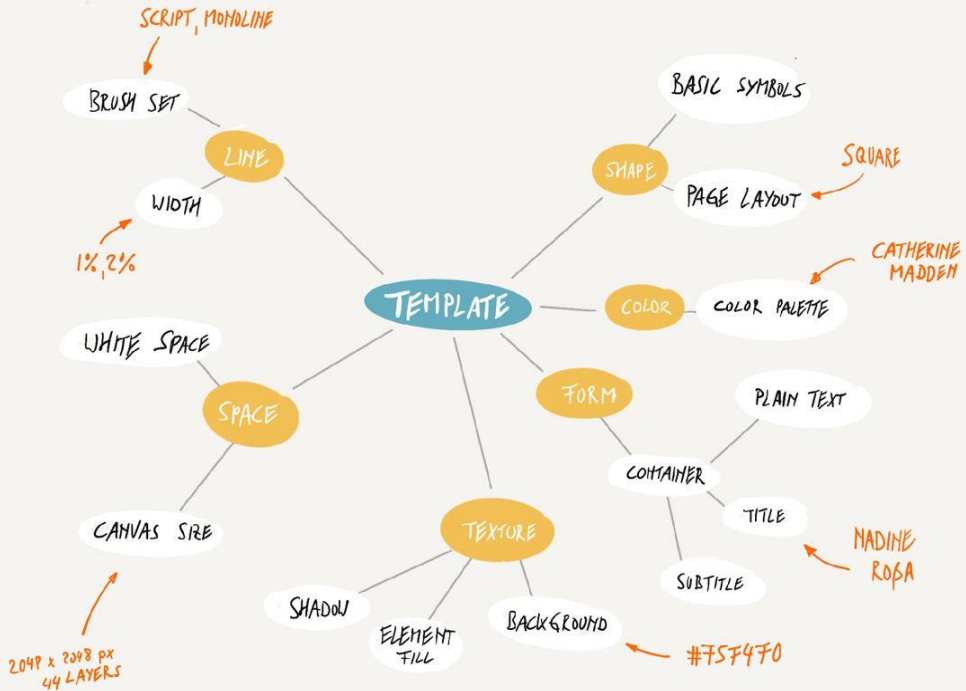 SCRIPT, MONOLINE
BRUSH SET
LINE
WIDTH
1%, 2%
BASIC SYMBOLS
SHAPE
SQUARE
PAGE LAYOUT
CATHERINE
MADDEN
TEMPLATE
COLOR
COLOR PALETTE
WHITE SPACE
SPACE
CANVAS SIZE
2048 x 2048 px
44 LAYERS
FORM
PLAIN TEXT
CONTAINER
TITLE
NADINE
ROßA
SUBTITLE
TEXTURE
SHADOW
ELEMENT
FILL
BACKGROUND
#F5F4F0